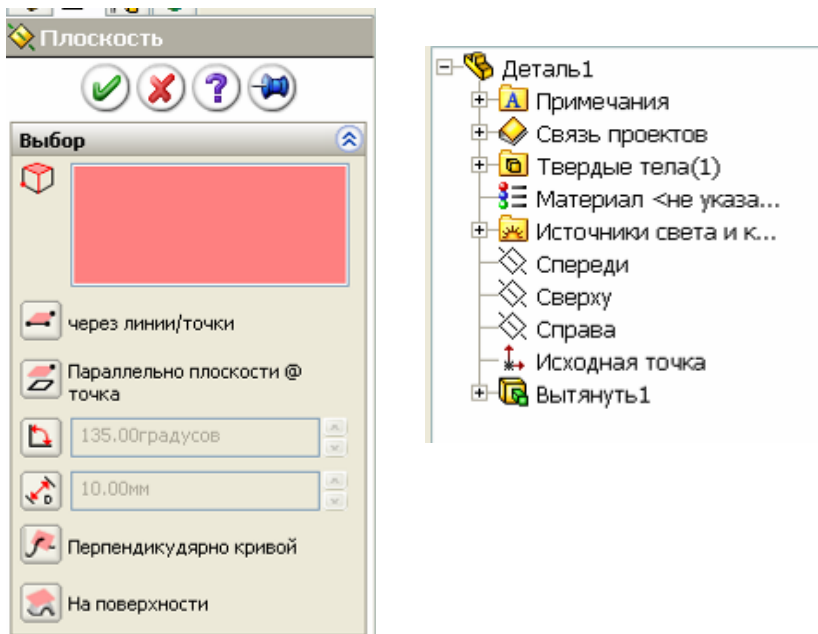 Плоскость
Выбор
через линии/точки
Параллельно плоскости @
точка
135.00градусов
10.00мм
Перпендикудярно кривой
На поверхности
Деталь1
Примечания
Связь проектов
Твердые тела(1)
Материал <не указа...
Источники света и к...
Спереди
Сверху
Справа
Исходная точка
Вытянуть1